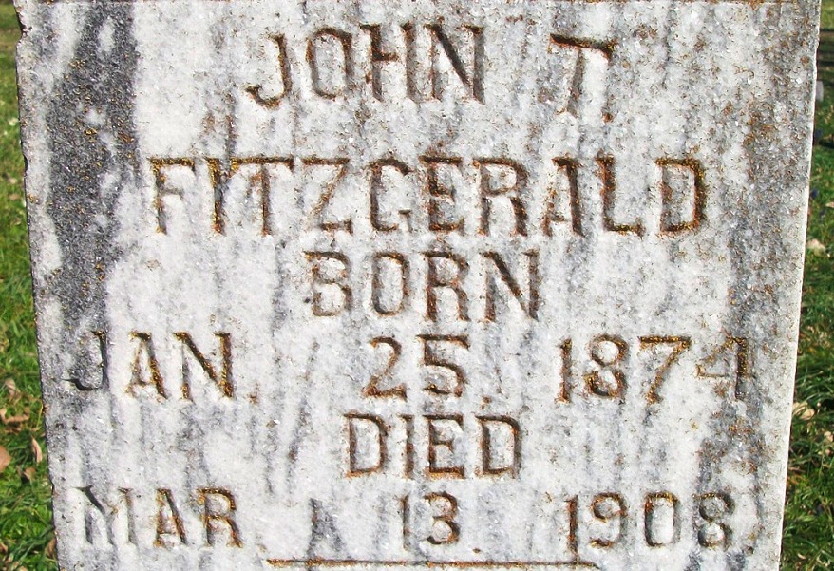 JOHN T.
FITZGERALD
BORN
JAN. 25. 1874
DIED
MAR. 13. 1908.